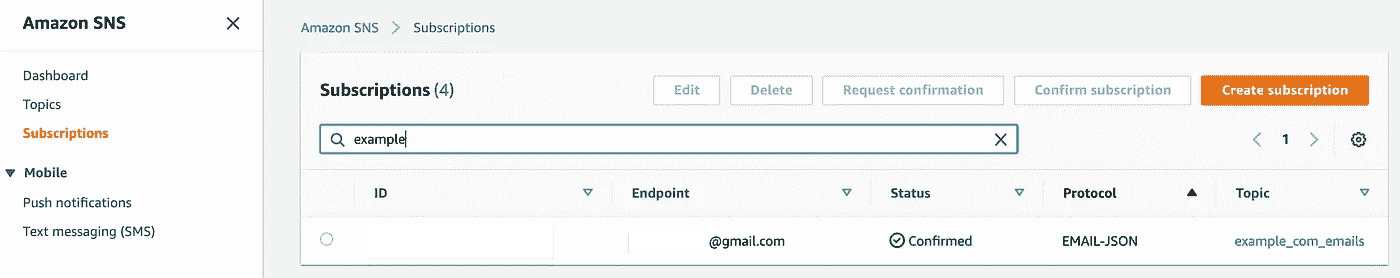 Amazon SNS
Dashboard
Topics
Subscriptions
Mobile
Push notifications
Text messaging (SMS)
Amazon SNS > Subscriptions
Subscriptions (4) Edit Delete Request confirmation Confirm subscription Create subscription
example 1
ID Endpoint Status Protocol Topic
@gmail.com Confirmed EMAIL-JSON example_com_emails